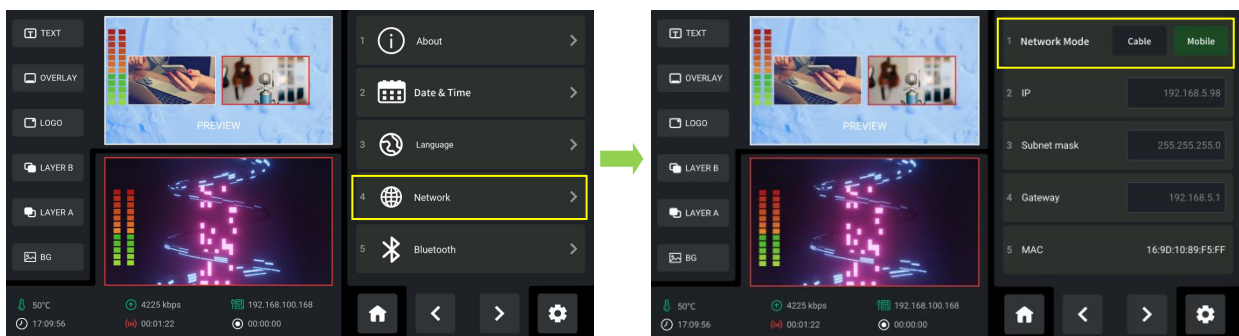 TEXT
OVERLAY
LOGO
LAYER B
LAYER A
BG
PREVIEW
1 About
2 Date & Time
3 Language
4 Network
5 Bluetooth
50°C
4225 kbps
192.168.100.168
17:09:56
00:01:22
00:00:00
TEXT
OVERLAY
LOGO
LAYER B
LAYER A
BG
PREVIEW
1 Network Mode Cable Mobile
2 IP 192.168.5.98
3 Subnet mask 255.255.255.0
4 Gateway 192.168.5.1
5 MAC 16:9D:10:89:F5:FF
50°C
4225 kbps
192.168.100.168
17:09:56
00:01:22
00:00:00